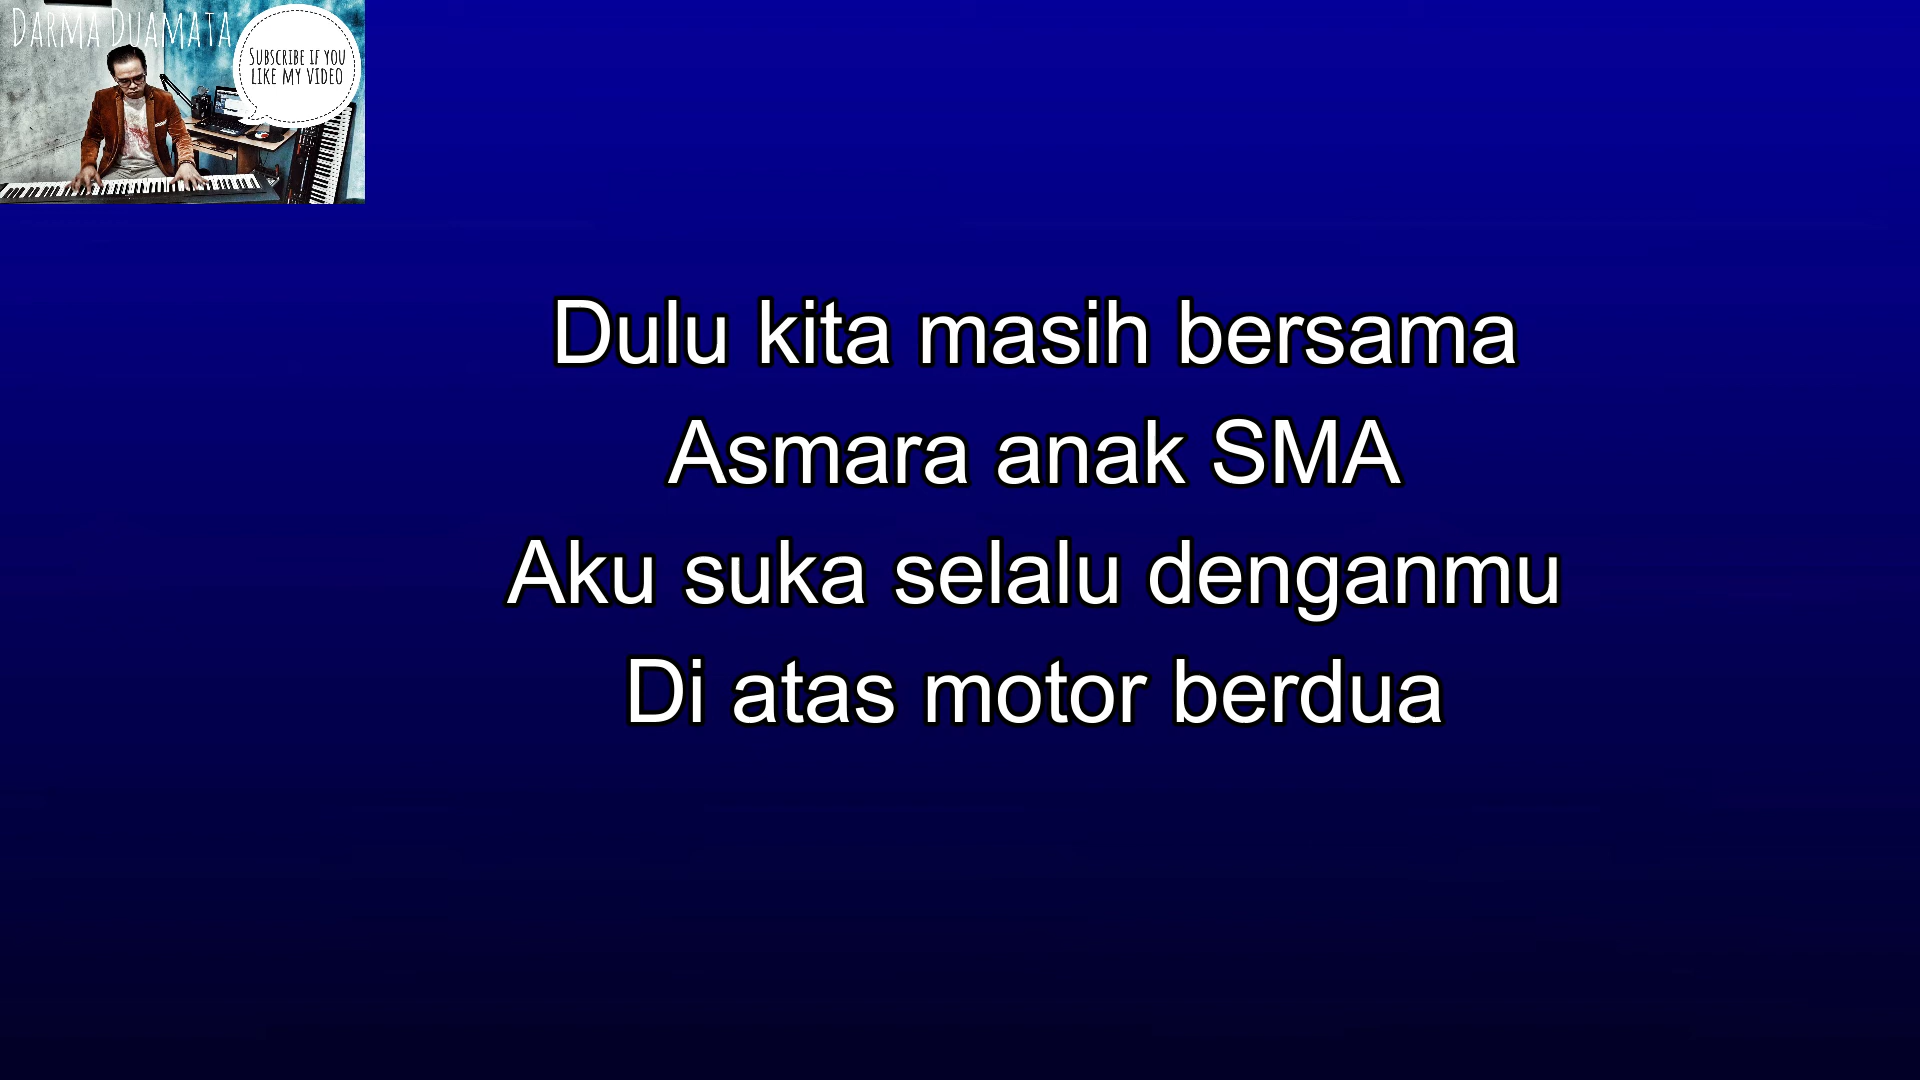 DARMA DUAMATA
SUBSCRIBE IF YOU
LIKE MY VIDEO
Dulu kita masih bersama
Asmara anak SMA
Aku suka selalu denganmu
Di atas motor berdua